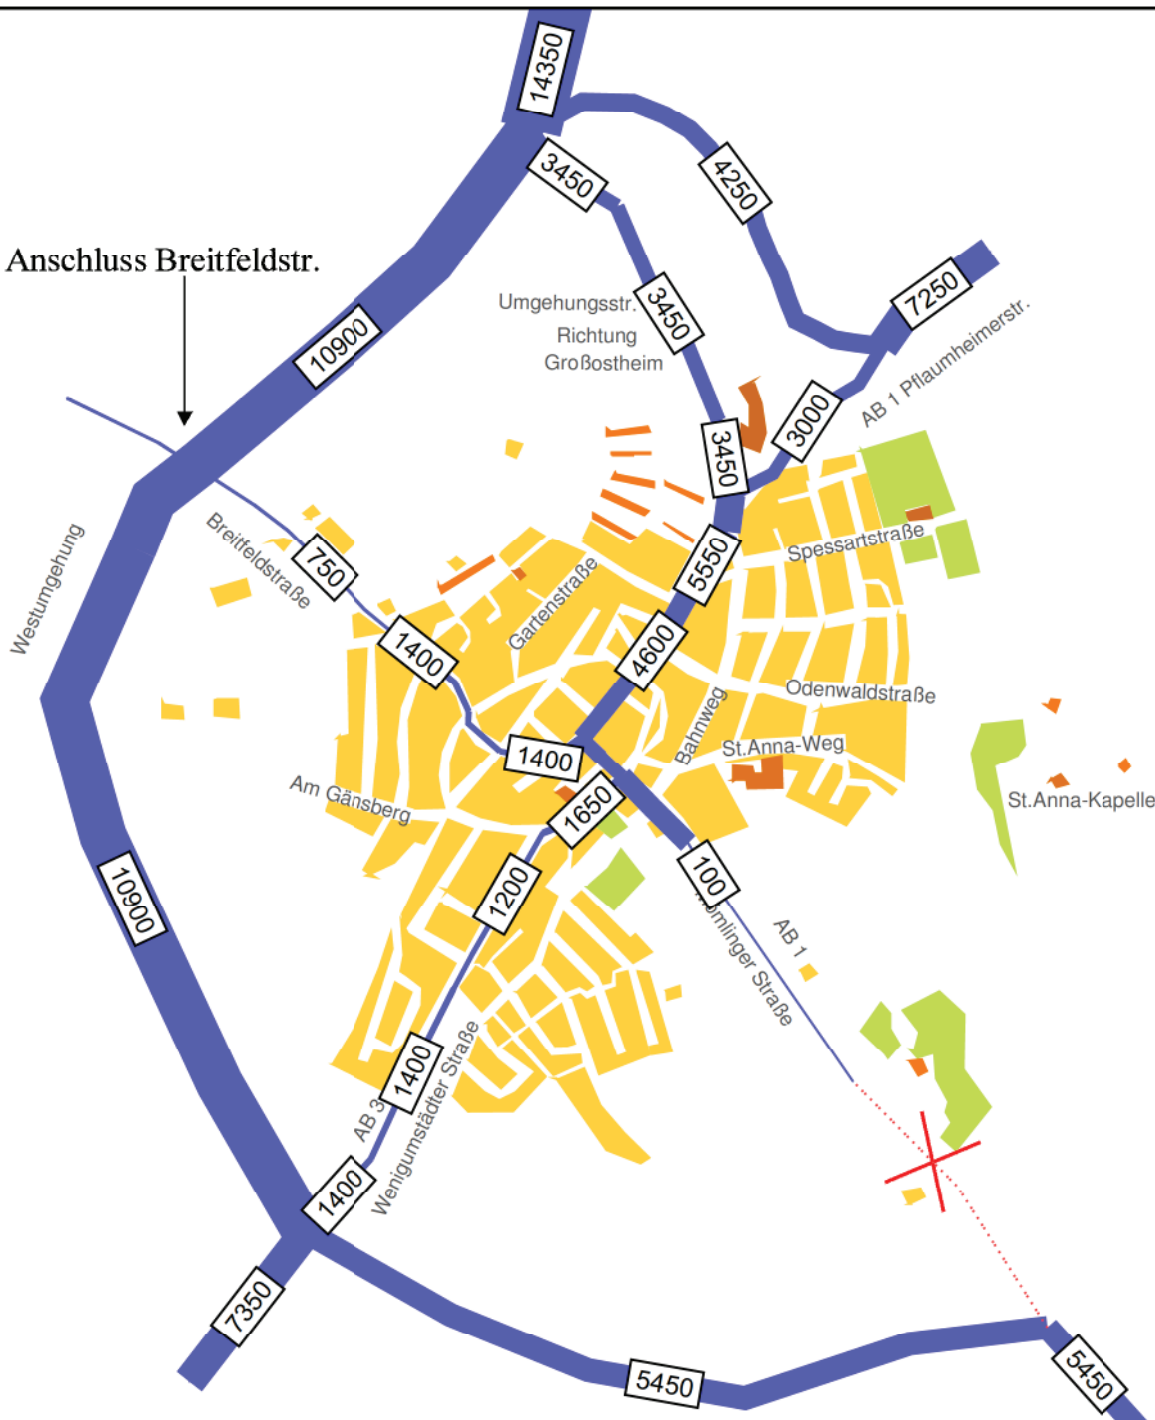 14350
3450
4250
Anschluss Breitfeldstr.
7250
Umgehungsstr.
Richtung
Großostheim
3450
10900
AB 1 Pflaumheimerstr.
3000
3450
Westumgehung
Breitfeldstraße
750
Gartenstraße
5550
Spessartstraße
1400
4600
Odenwaldstraße
Bahnweg
St.Anna-Weg
1400
Am Gänsberg
1650
St.Anna-Kapelle
10900
1200
100
Mömlinger Straße
AB 1
1400
AB 3
Wenigumstädter Straße
1400
7350
5450
5450